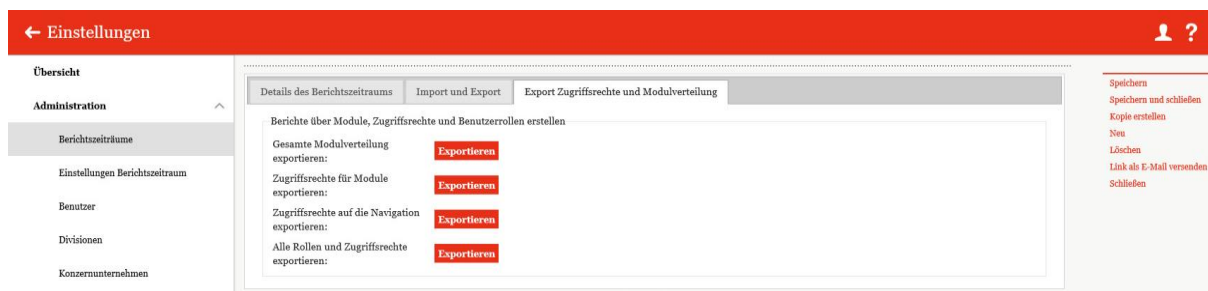 ← Einstellungen
?
Übersicht
Administration
Berichtszeiträume
Einstellungen Berichtszeitraum
Benutzer
Divisionen
Konzernunternehmen
Details des Berichtszeitraums
Import und Export
Export Zugriffsrechte und Modulverteilung
Berichte über Module, Zugriffsrechte und Benutzerrollen erstellen
Gesamte Modulverteilung
exportieren:
Exportieren
Zugriffsrechte für Module
exportieren:
Exportieren
Zugriffsrechte auf die Navigation
exportieren:
Exportieren
Alle Rollen und Zugriffsrechte
exportieren:
Exportieren
Speichern
Speichern und schließen
Kopie erstellen
Neu
Löschen
Link als E-Mail versenden
Schließen